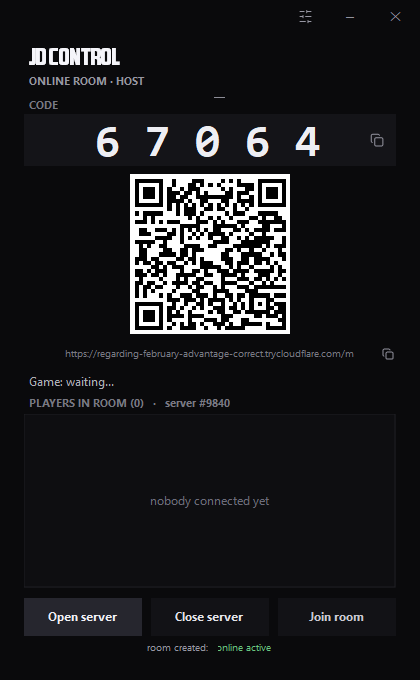 JD CONTROL
ONLINE ROOM · HOST
CODE
6 7 0 6 4
https://regarding-february-advantage-correct.trycloudflare.com/m
Game: waiting...
PLAYERS IN ROOM (0) · server #9840
nobody connected yet
Open server
Close server
Join room
room created: online active